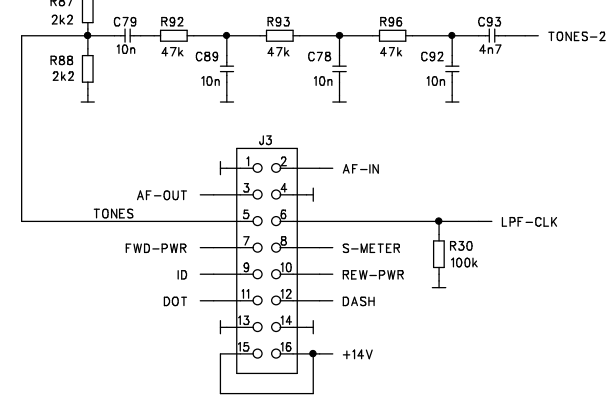 R87
2k2
C79 R92 R93 R96 C93
10n 47k 47k 47k 4n7
TONES-2
R88
2k2
C89 C78 C92
10n 10n 10n
J3
1 2 AF-IN
AF-OUT 3 4
TONES 5 6 LPF-CLK
FWD-PWR 7 8 S-METER
R30
100k
ID 9 10 REW-PWR
DOT 11 12 DASH
13 14
15 16 +14V